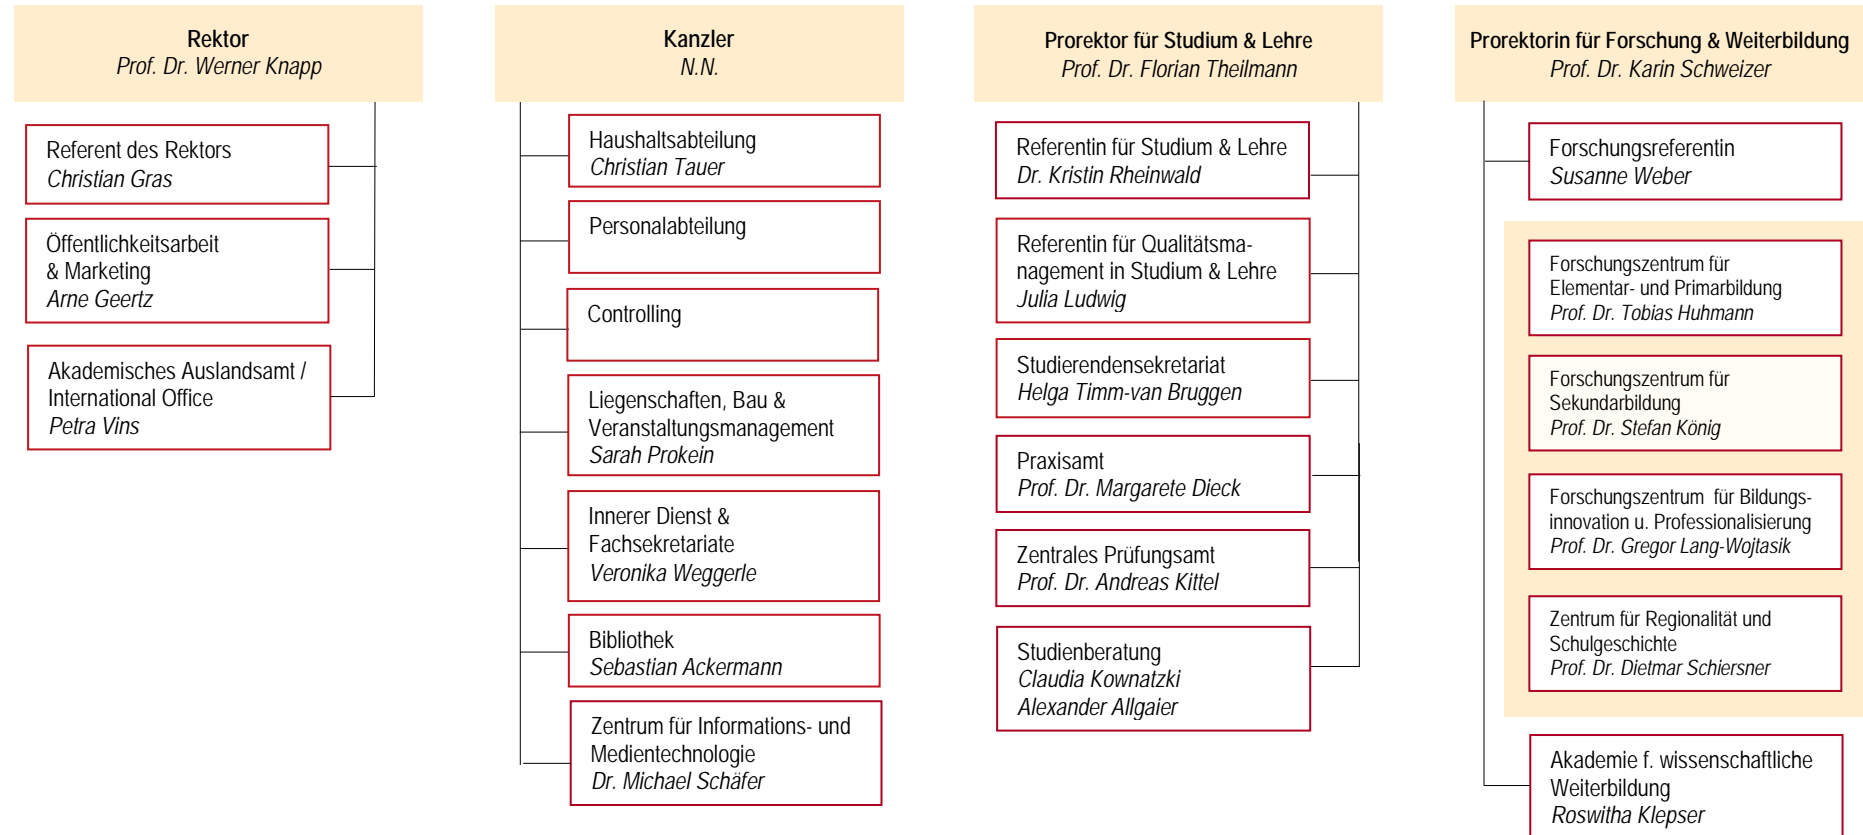 Rektor
Prof. Dr. Werner Knapp
Referent des Rektors
Christian Gras
Öffentlichkeitsarbeit
& Marketing
Arne Geertz
Akademisches Auslandsamt /
International Office
Petra Vins
Kanzler
N.N.
Haushaltsabteilung
Christian Tauer
Personalabteilung
Controlling
Liegenschaften, Bau &
Veranstaltungsmanagement
Sarah Prokein
Innerer Dienst &
Fachsekretariate
Veronika Weggerle
Bibliothek
Sebastian Ackermann
Zentrum für Informations- und
Medientechnologie
Dr. Michael Schäfer
Prorektor für Studium & Lehre
Prof. Dr. Florian Theilmann
Referentin für Studium & Lehre
Dr. Kristin Rheinwald
Referentin für Qualitätsma-
nagement in Studium & Lehre
Julia Ludwig
Studierendensekretariat
Helga Timm-van Bruggen
Praxisamt
Prof. Dr. Margarete Dieck
Zentrales Prüfungsamt
Prof. Dr. Andreas Kittel
Studienberatung
Claudia Kownatzki
Alexander Allgaier
Prorektorin für Forschung & Weiterbildung
Prof. Dr. Karin Schweizer
Forschungsreferentin
Susanne Weber
Forschungszentrum für
Elementar- und Primarbildung
Prof. Dr. Tobias Huhmann
Forschungszentrum für
Sekundarbildung
Prof. Dr. Stefan König
Forschungszentrum für Bildungs-
innovation u. Professionalisierung
Prof. Dr. Gregor Lang-Wojtasik
Zentrum für Regionalität und
Schulgeschichte
Prof. Dr. Dietmar Schiersner
Akademie f. wissenschaftliche
Weiterbildung
Roswitha Klepser